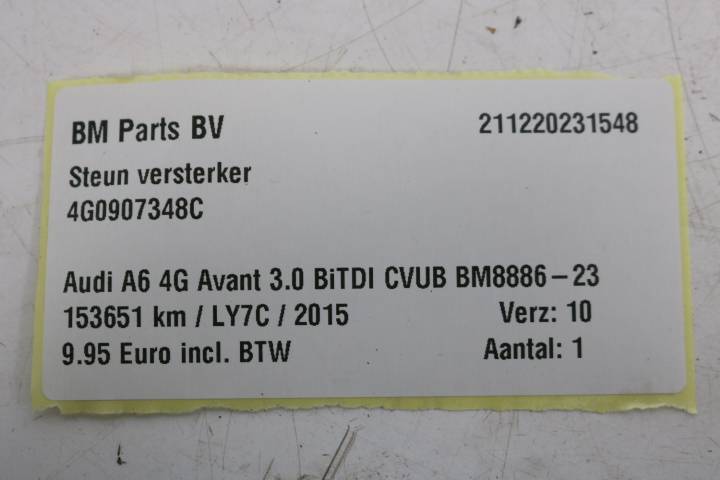 BM Parts BV 211220231548
Steun versterker
4G0907348C
Audi A6 4G Avant 3.0 BiTDI CVUB BM8886-23
153651 km / LY7C / 2015 Verz: 10
9.95 Euro incl. BTW Aantal: 1